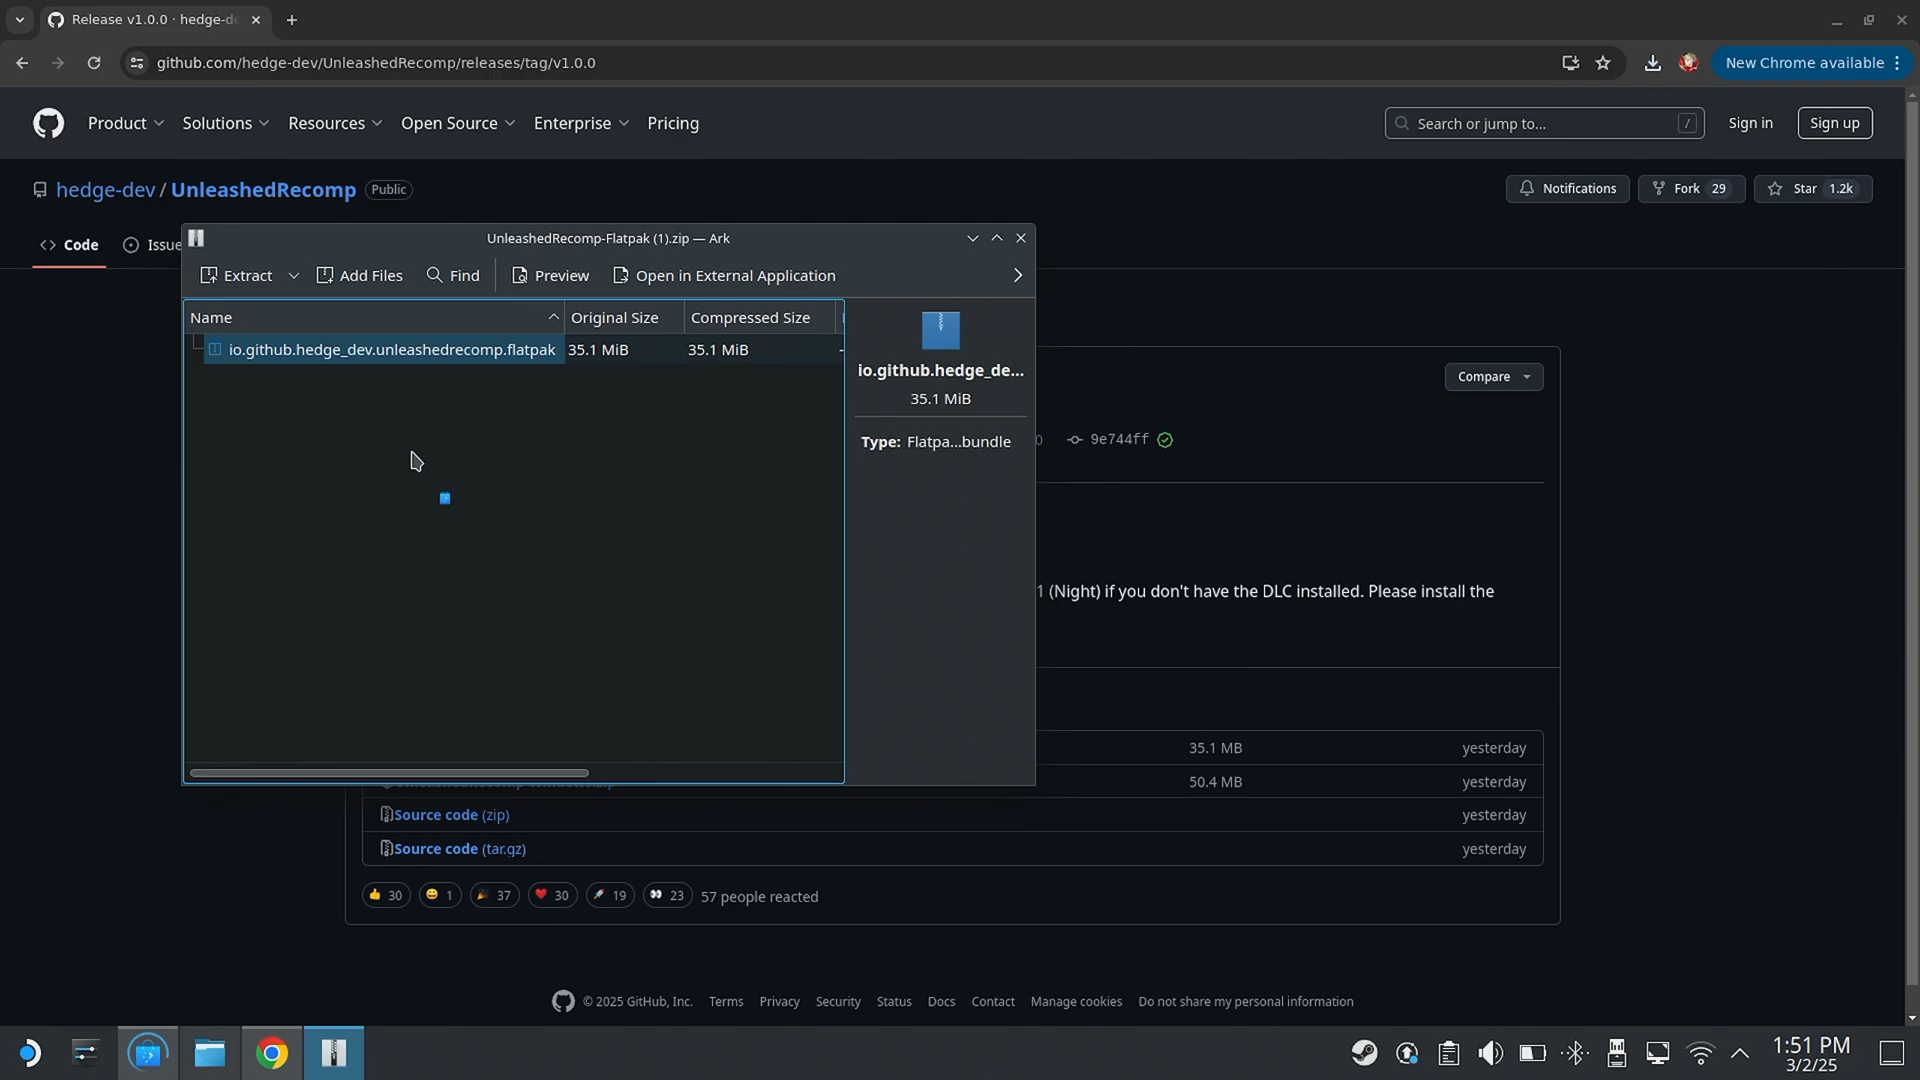 Release v1.0.0 · hedge-de
github.com/hedge-dev/UnleashedRecomp/releases/tag/v1.0.0
New Chrome available
Product
Solutions
Resources
Open Source
Enterprise
Pricing
Search or jump to...
/
Sign in
Sign up
hedge-dev / UnleashedRecomp
Public
Notifications
Fork 29
Star 1.2k
Code
Issue
UnleashedRecomp-Flatpak (1).zip — Ark
Extract
Add Files
Find
Preview
Open in External Application
Name
Original Size
Compressed Size
io.github.hedge_dev.unleashedrecomp.flatpak
35.1 MiB
35.1 MiB
-
io.github.hedge_de...
35.1 MiB
Type: Flatpa...bundle
Compare
0
9e744ff
1 (Night) if you don't have the DLC installed. Please install the
35.1 MB
yesterday
50.4 MB
yesterday
Source code (zip)
yesterday
Source code (tar.gz)
yesterday
👍 30
😄 1
🎉 37
❤️ 30
🚀 19
👀 23
57 people reacted
© 2025 GitHub, Inc.
Terms
Privacy
Security
Status
Docs
Contact
Manage cookies
Do not share my personal information
1:51 PM
3/2/25